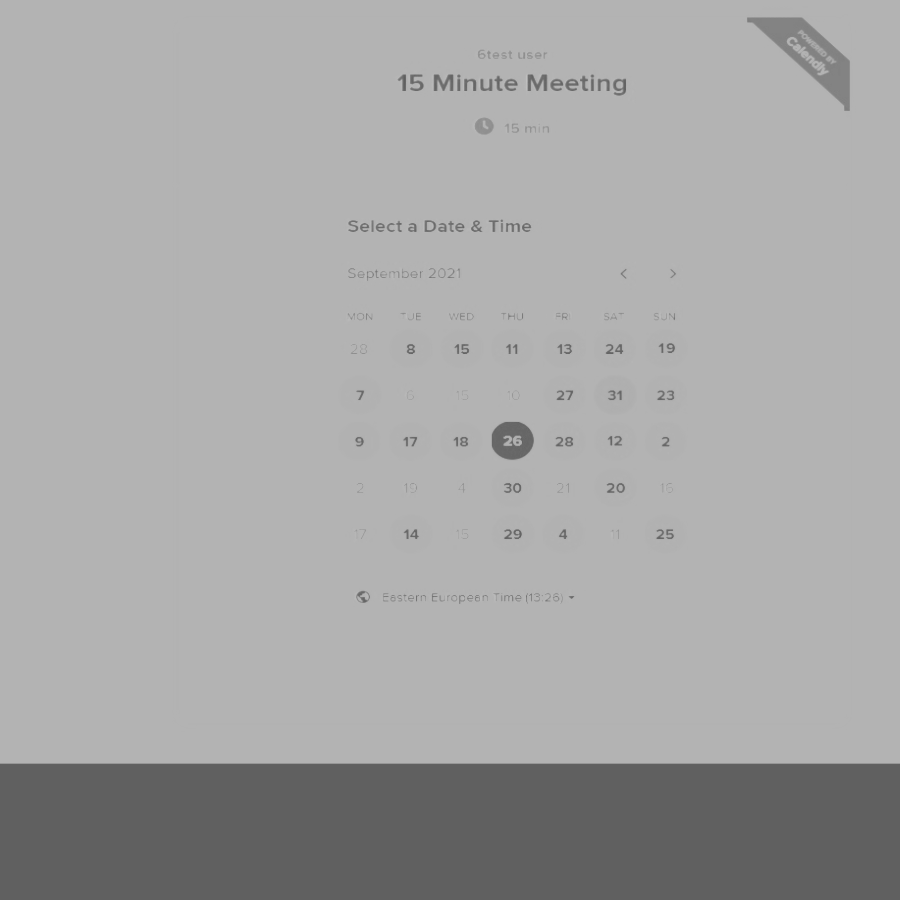 POWERED BY
Calendly
6test user
15 Minute Meeting
15 min
Select a Date & Time
September 2021
MON TUE WED THU FRI SAT SUN
28 8 15 11 13 24 19
7 6 15 10 27 31 23
9 17 18 26 28 12 2
2 19 4 30 21 20 16
17 14 15 29 4 11 25
Eastern European Time (13:26)